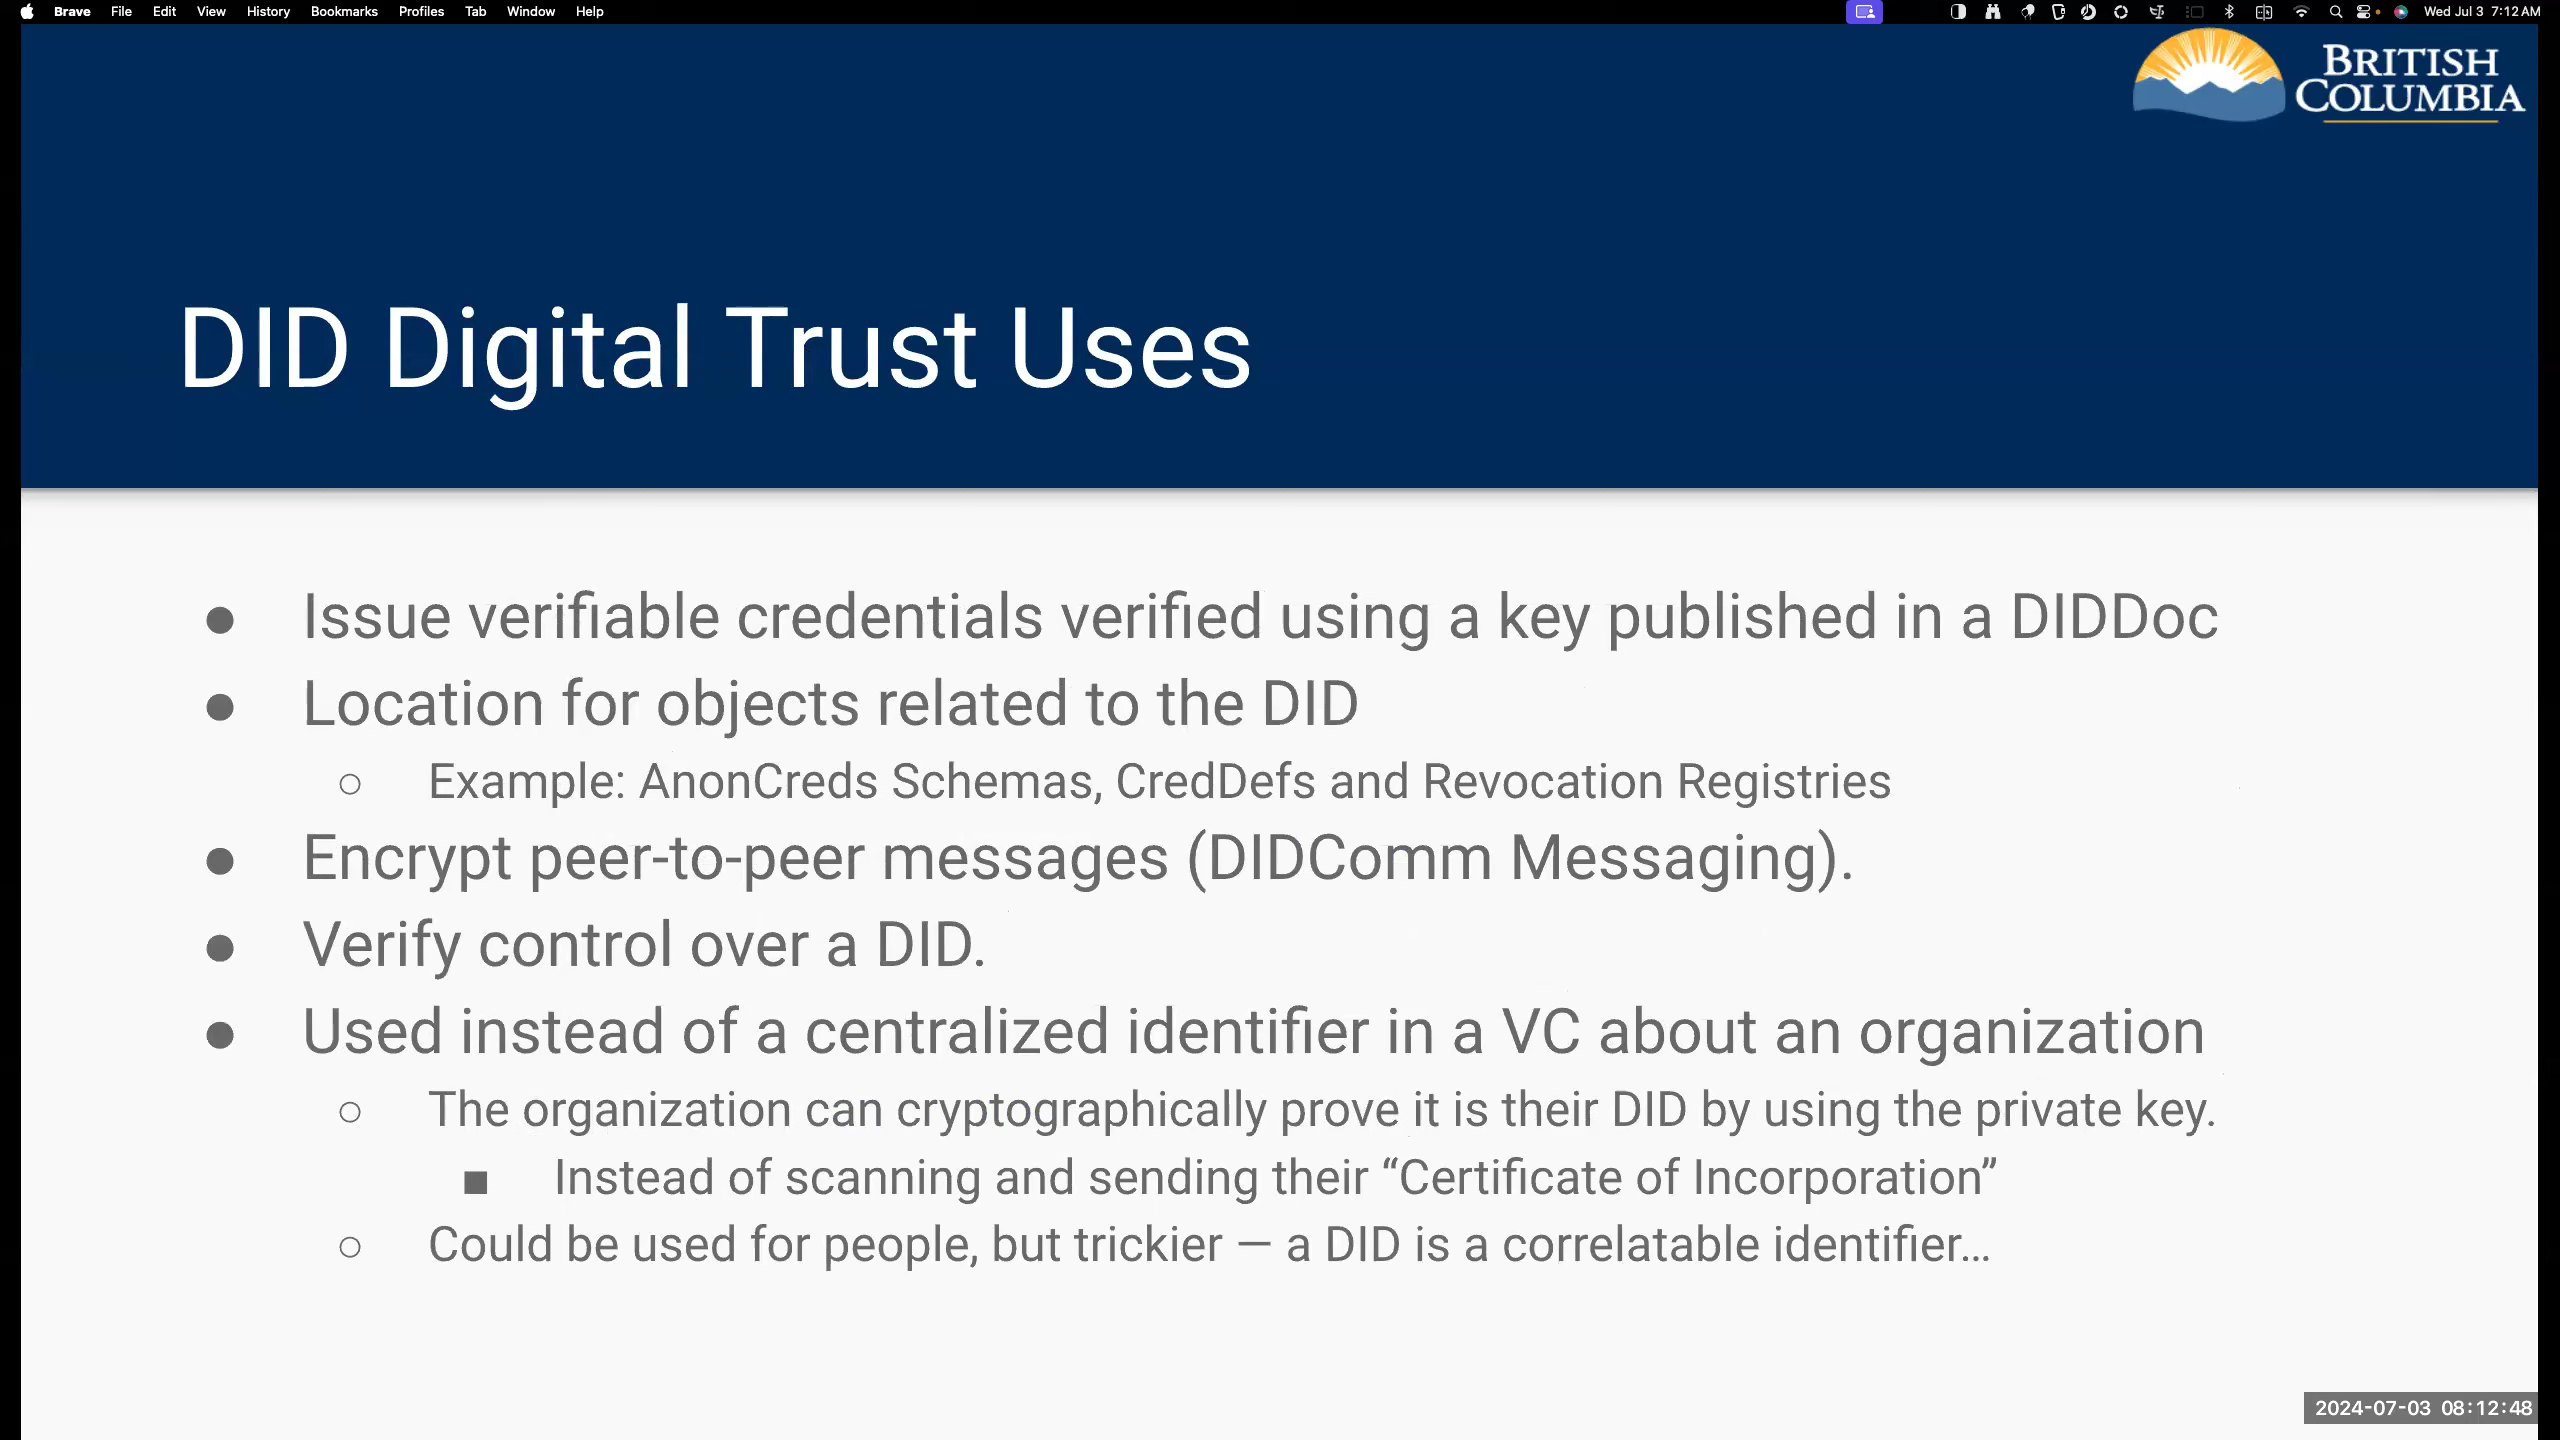 Brave File Edit View History Bookmarks Profiles Tab Window Help Wed Jul 3 7:12 AM
BRITISH
COLUMBIA
DID Digital Trust Uses
● Issue verifiable credentials verified using a key published in a DIDDoc
● Location for objects related to the DID
○ Example: AnonCreds Schemas, CredDefs and Revocation Registries
● Encrypt peer-to-peer messages (DIDComm Messaging).
● Verify control over a DID.
● Used instead of a centralized identifier in a VC about an organization
○ The organization can cryptographically prove it is their DID by using the private key.
■ Instead of scanning and sending their “Certificate of Incorporation”
○ Could be used for people, but trickier — a DID is a correlatable identifier…
2024-07-03 08:12:48